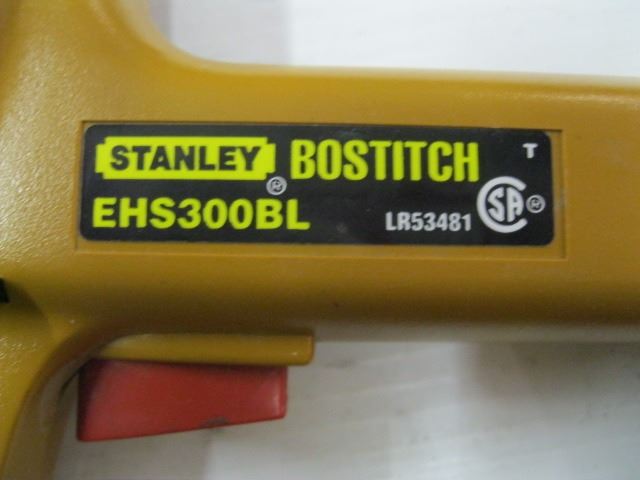 STANLEY® BOSTITCH T
EHS300BL LR53481 SA ®